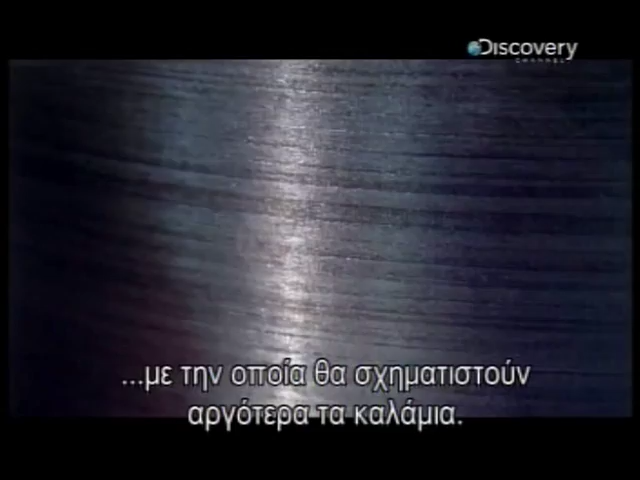 Discovery
CHANNEL
...με την οποία θα σχηματιστούν
αργότερα τα καλάμια.